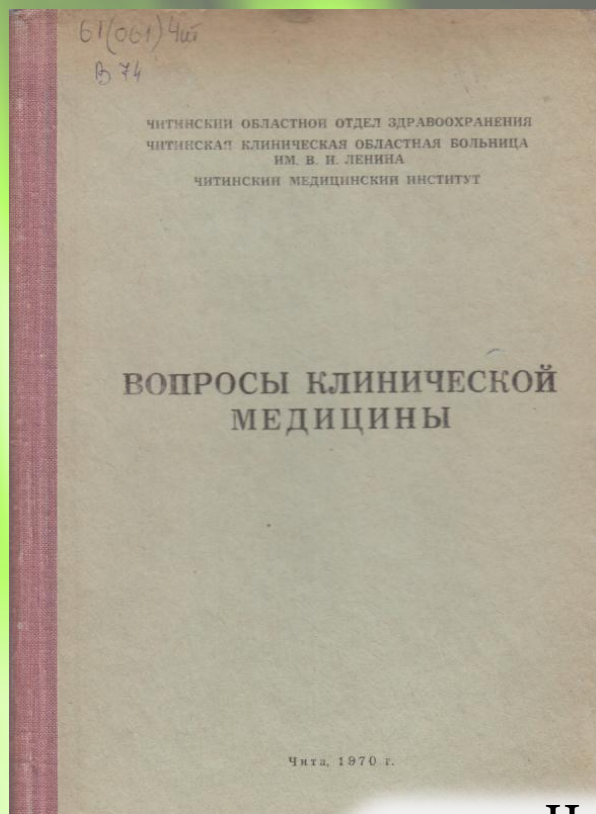 61(061)4ит
В 74
ЧИТИНСКИЙ ОБЛАСТНОЙ ОТДЕЛ ЗДРАВООХРАНЕНИЯ
ЧИТИНСКАЯ КЛИНИЧЕСКАЯ ОБЛАСТНАЯ БОЛЬНИЦА
ИМ. В. И. ЛЕНИНА
ЧИТИНСКИЙ МЕДИЦИНСКИЙ ИНСТИТУТ
ВОПРОСЫ КЛИНИЧЕСКОЙ
МЕДИЦИНЫ
Чита, 1970 г.